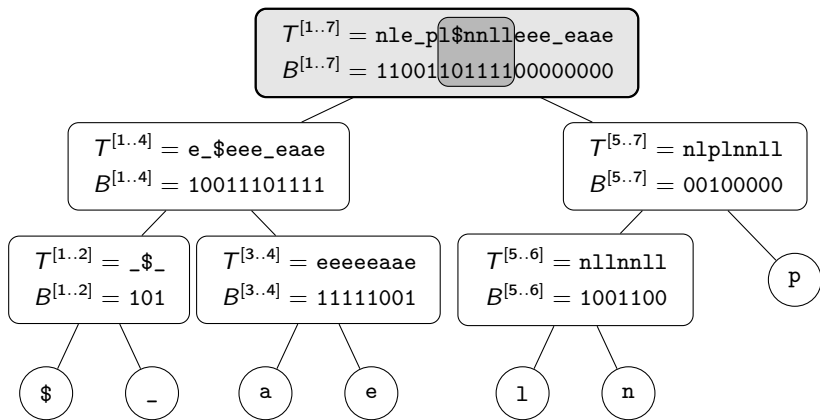 T^[1..7] = nle_pl$nnlleee_eaae
B^[1..7] = 1100110111100000000
T^[1..4] = e_$eee_eaae
B^[1..4] = 10011101111
T^[5..7] = nlplnnll
B^[5..7] = 00100000
T^[1..2] = _$_
B^[1..2] = 101
T^[3..4] = eeeeeaae
B^[3..4] = 11111001
T^[5..6] = nllnnll
B^[5..6] = 1001100
p
$
_
a
e
l
n